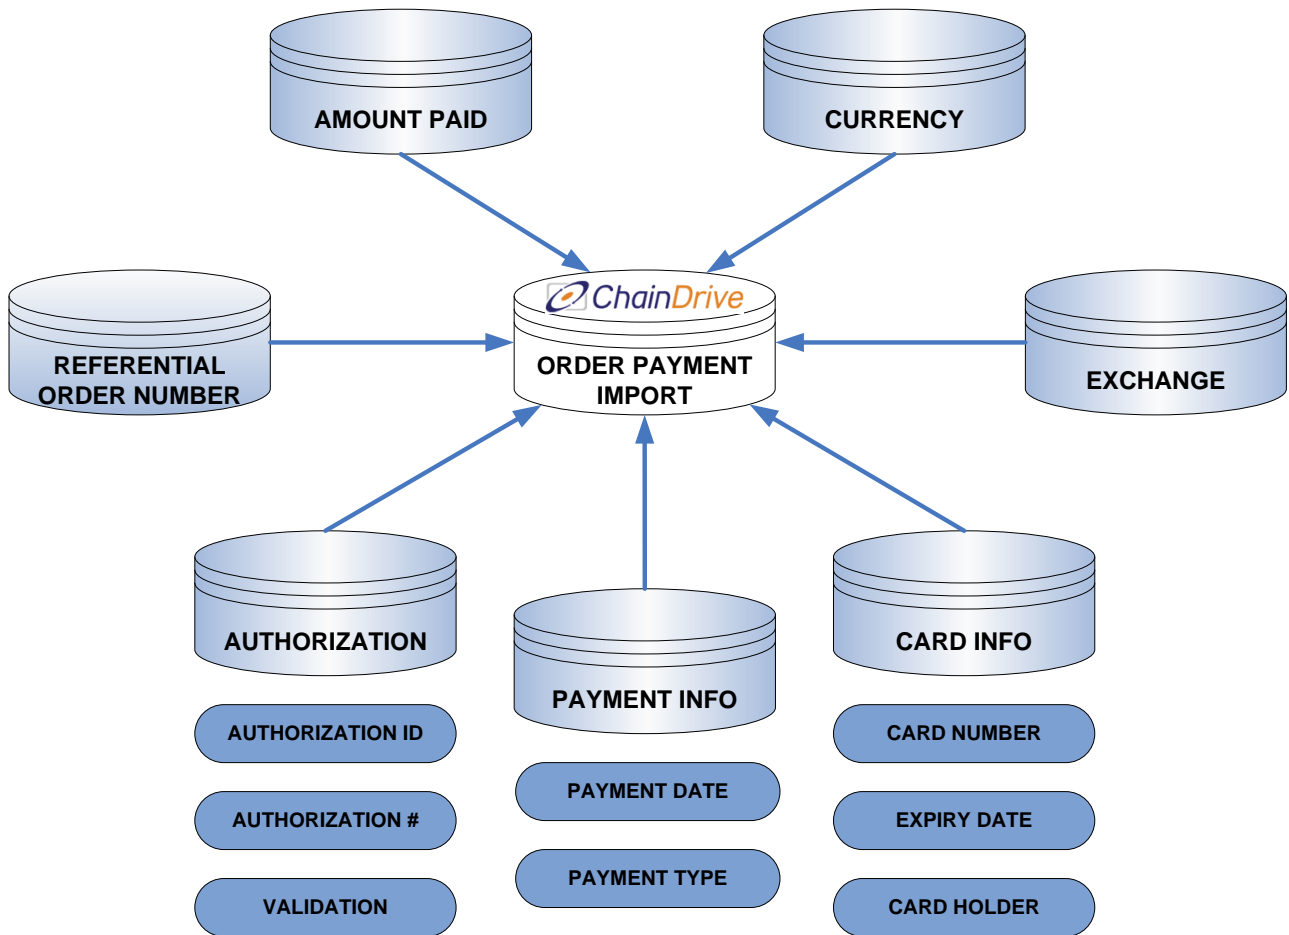 AMOUNT PAID
CURRENCY
ChainDrive
REFERENTIAL
ORDER NUMBER
ORDER PAYMENT
IMPORT
EXCHANGE
AUTHORIZATION
PAYMENT INFO
CARD INFO
AUTHORIZATION ID
AUTHORIZATION #
VALIDATION
PAYMENT DATE
PAYMENT TYPE
CARD NUMBER
EXPIRY DATE
CARD HOLDER